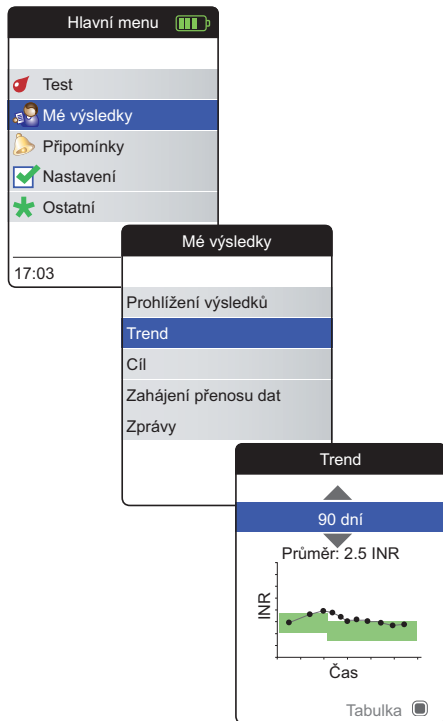 Hlavní menu
Test
Mé výsledky
Připomínky
Nastavení
Ostatní
17:03
Mé výsledky
Prohlížení výsledků
Trend
Cíl
Zahájení přenosu dat
Zprávy
Trend
90 dní
Průměr: 2.5 INR
INR
Čas
Tabulka